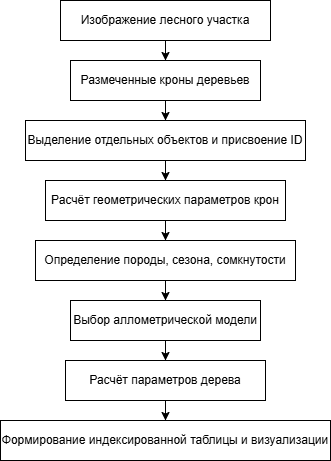 Изображение лесного участка
Размеченные кроны деревьев
Выделение отдельных объектов и присвоение ID
Расчёт геометрических параметров крон
Определение породы, сезона, сомкнутости
Выбор аллометрической модели
Расчёт параметров дерева
Формирование индексированной таблицы и визуализации